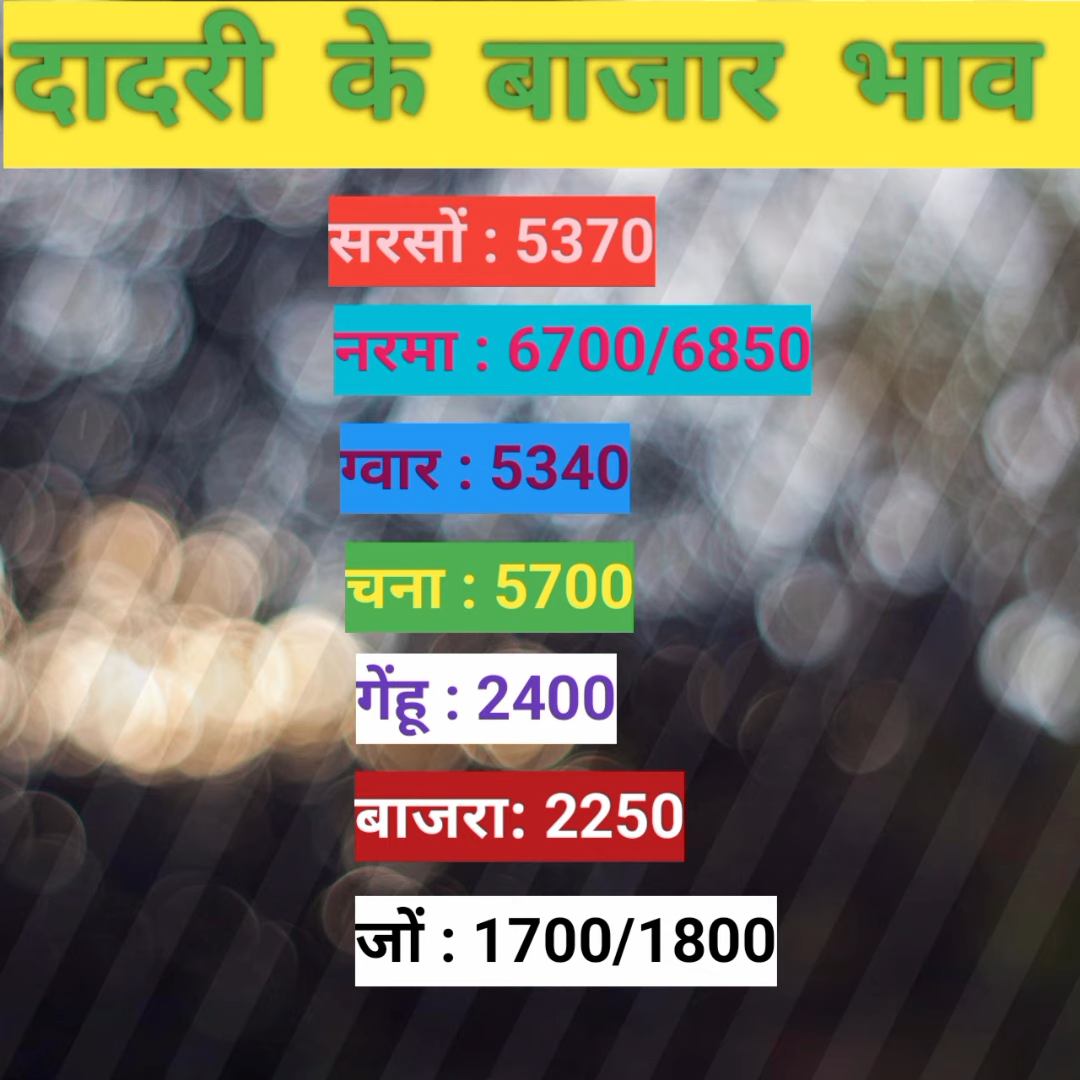 दादरी के बाजार भाव
सरसों : 5370
नरमा : 6700/6850
ग्वार : 5340
चना : 5700
गेंहू : 2400
बाजरा: 2250
जों : 1700/1800